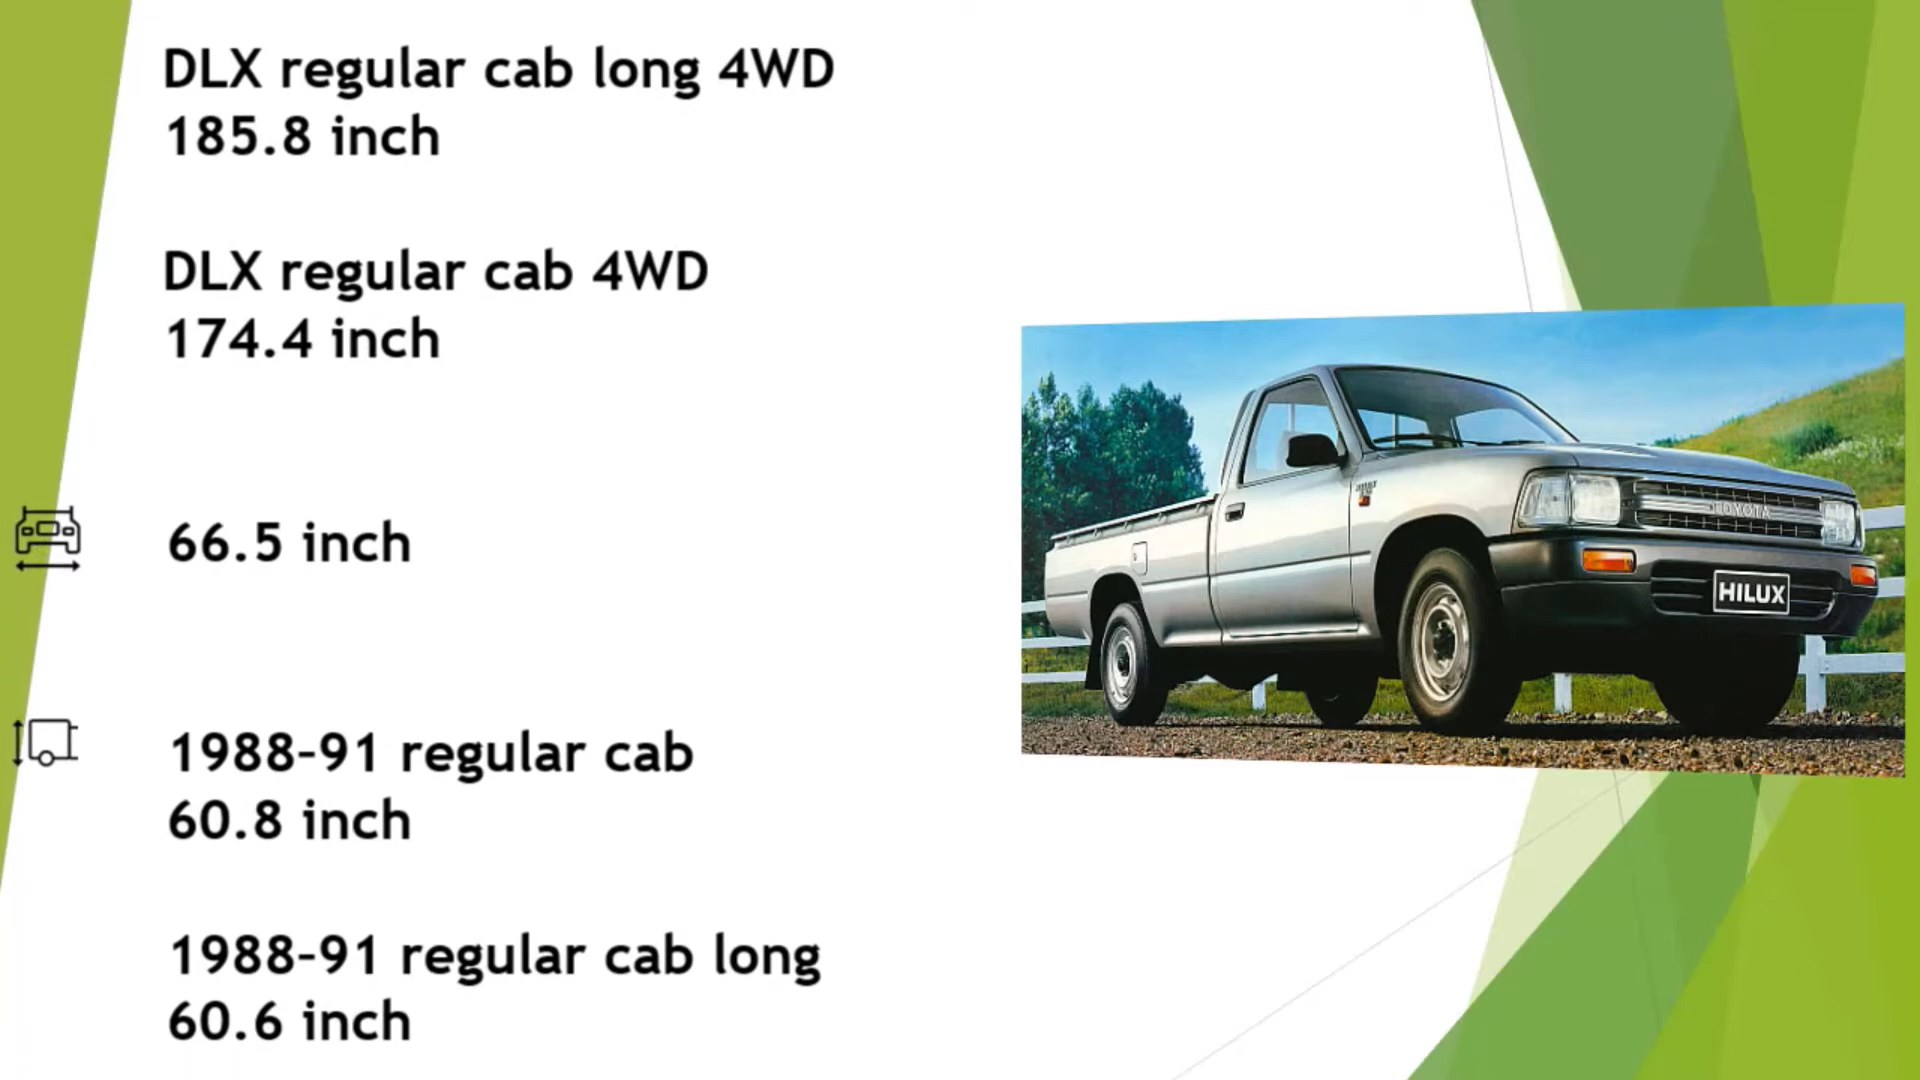 DLX regular cab long 4WD
185.8 inch
DLX regular cab 4WD
174.4 inch
66.5 inch
1988-91 regular cab
60.8 inch
1988-91 regular cab long
60.6 inch
TOYOTA
HILUX